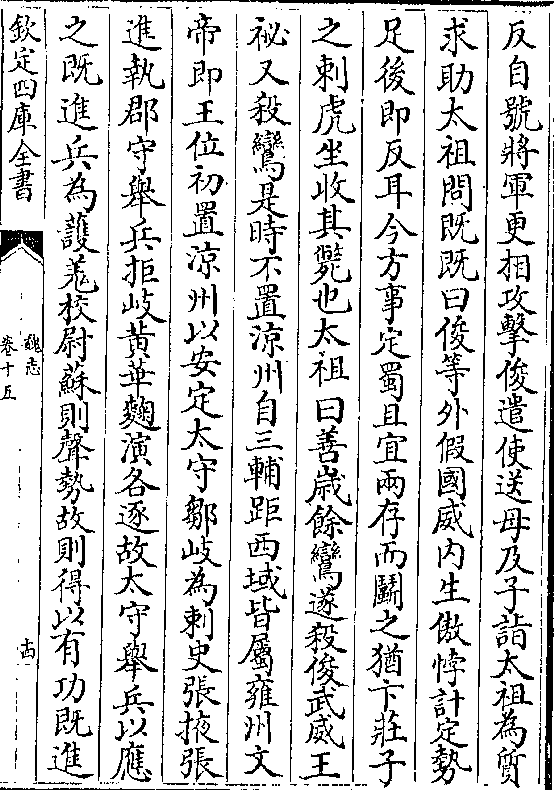 反自號將軍更相攻擊俊遣使送母及子詣太祖為質
求助太祖問既既曰俊等外假國威内生傲悖計定勢
足後即反耳今方事定蜀且宜兩存而鬭之猶卞莊子
之刺虎坐收其斃也太祖曰善歲餘鸞遂殺俊武威王
祕又殺鸞是時不置涼州自三輔距西域皆屬雍州文
帝即王位初置涼州以安定太守鄒岐為刺史張掖張
進執郡守舉兵拒岐黃華麴演各逐故太守舉兵以應
之既進兵為護羌校尉蘇則聲勢故則得以有功既進
欽定四庫全書
魏志
卷十五
十四